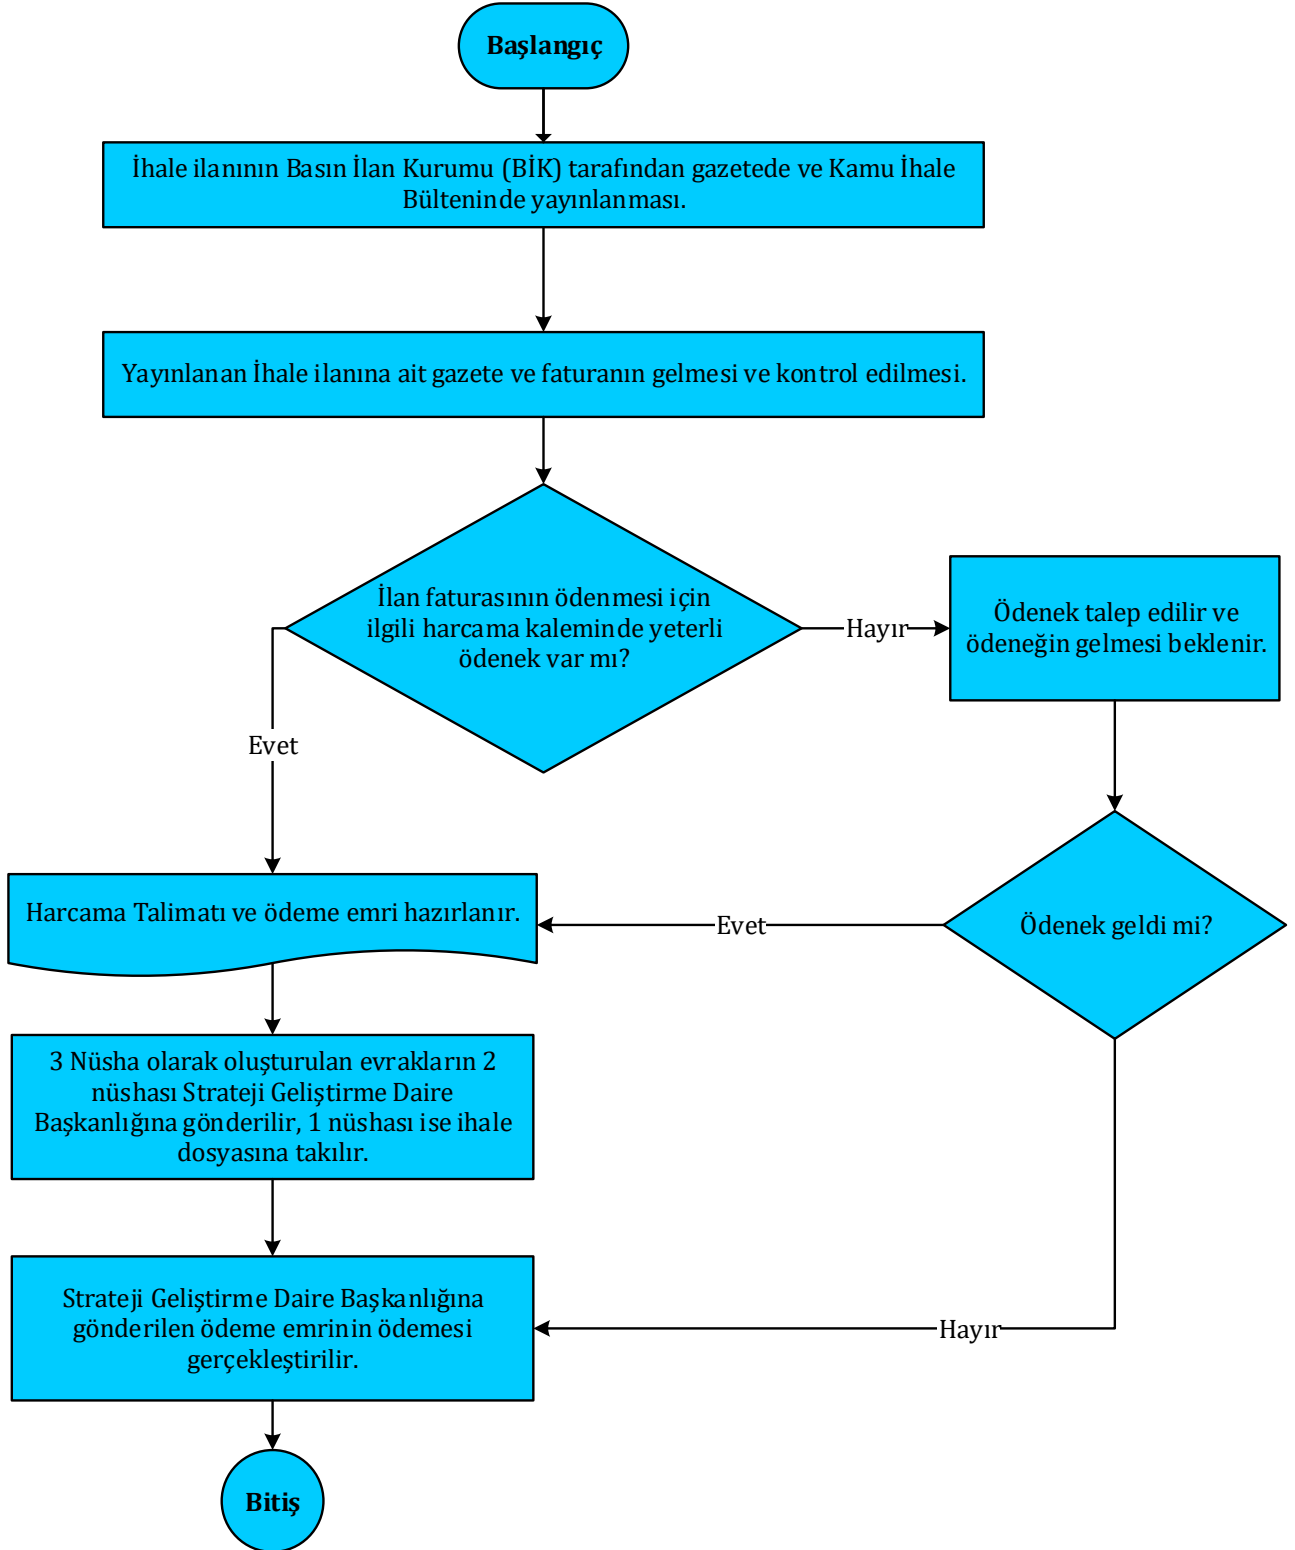 Başlangıç
İhale ilanının Basın İlan Kurumu (BİK) tarafından gazetede ve Kamu İhale
Bülteninde yayınlanması.
Yayınlanan İhale ilanına ait gazete ve faturanın gelmesi ve kontrol edilmesi.
İlan faturasının ödenmesi için
ilgili harcama kaleminde yeterli
ödenek var mı?
Hayır
Ödenek talep edilir ve
ödeneğin gelmesi beklenir.
Evet
Harcama Talimatı ve ödeme emri hazırlanır.
Evet
Ödenek geldi mi?
3 Nüsha olarak oluşturulan evrakların 2
nüshası Strateji Geliştirme Daire
Başkanlığına gönderilir, 1 nüshası ise ihale
dosyasına takılır.
Strateji Geliştirme Daire Başkanlığına
gönderilen ödeme emrinin ödemesi
gerçekleştirilir.
Hayır
Bitiş